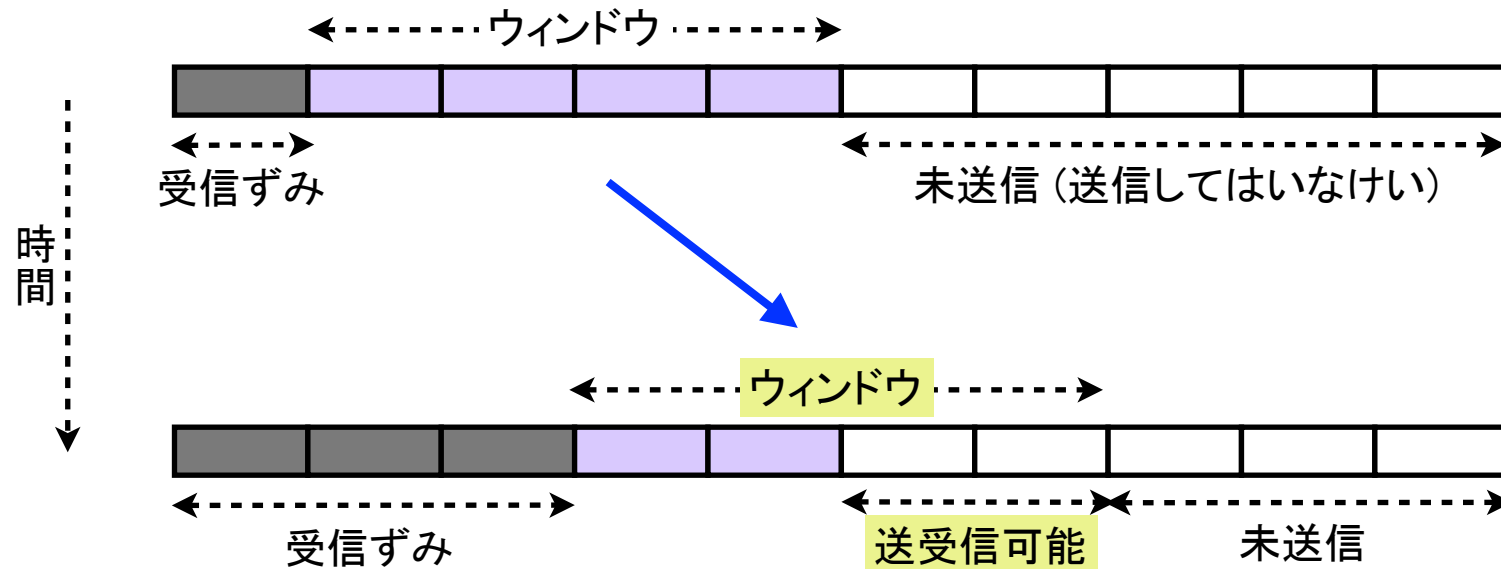 ウィンドウ
受信ずみ
未送信 (送信してはいなけい)
時間
ウィンドウ
受信ずみ
送受信可能
未送信